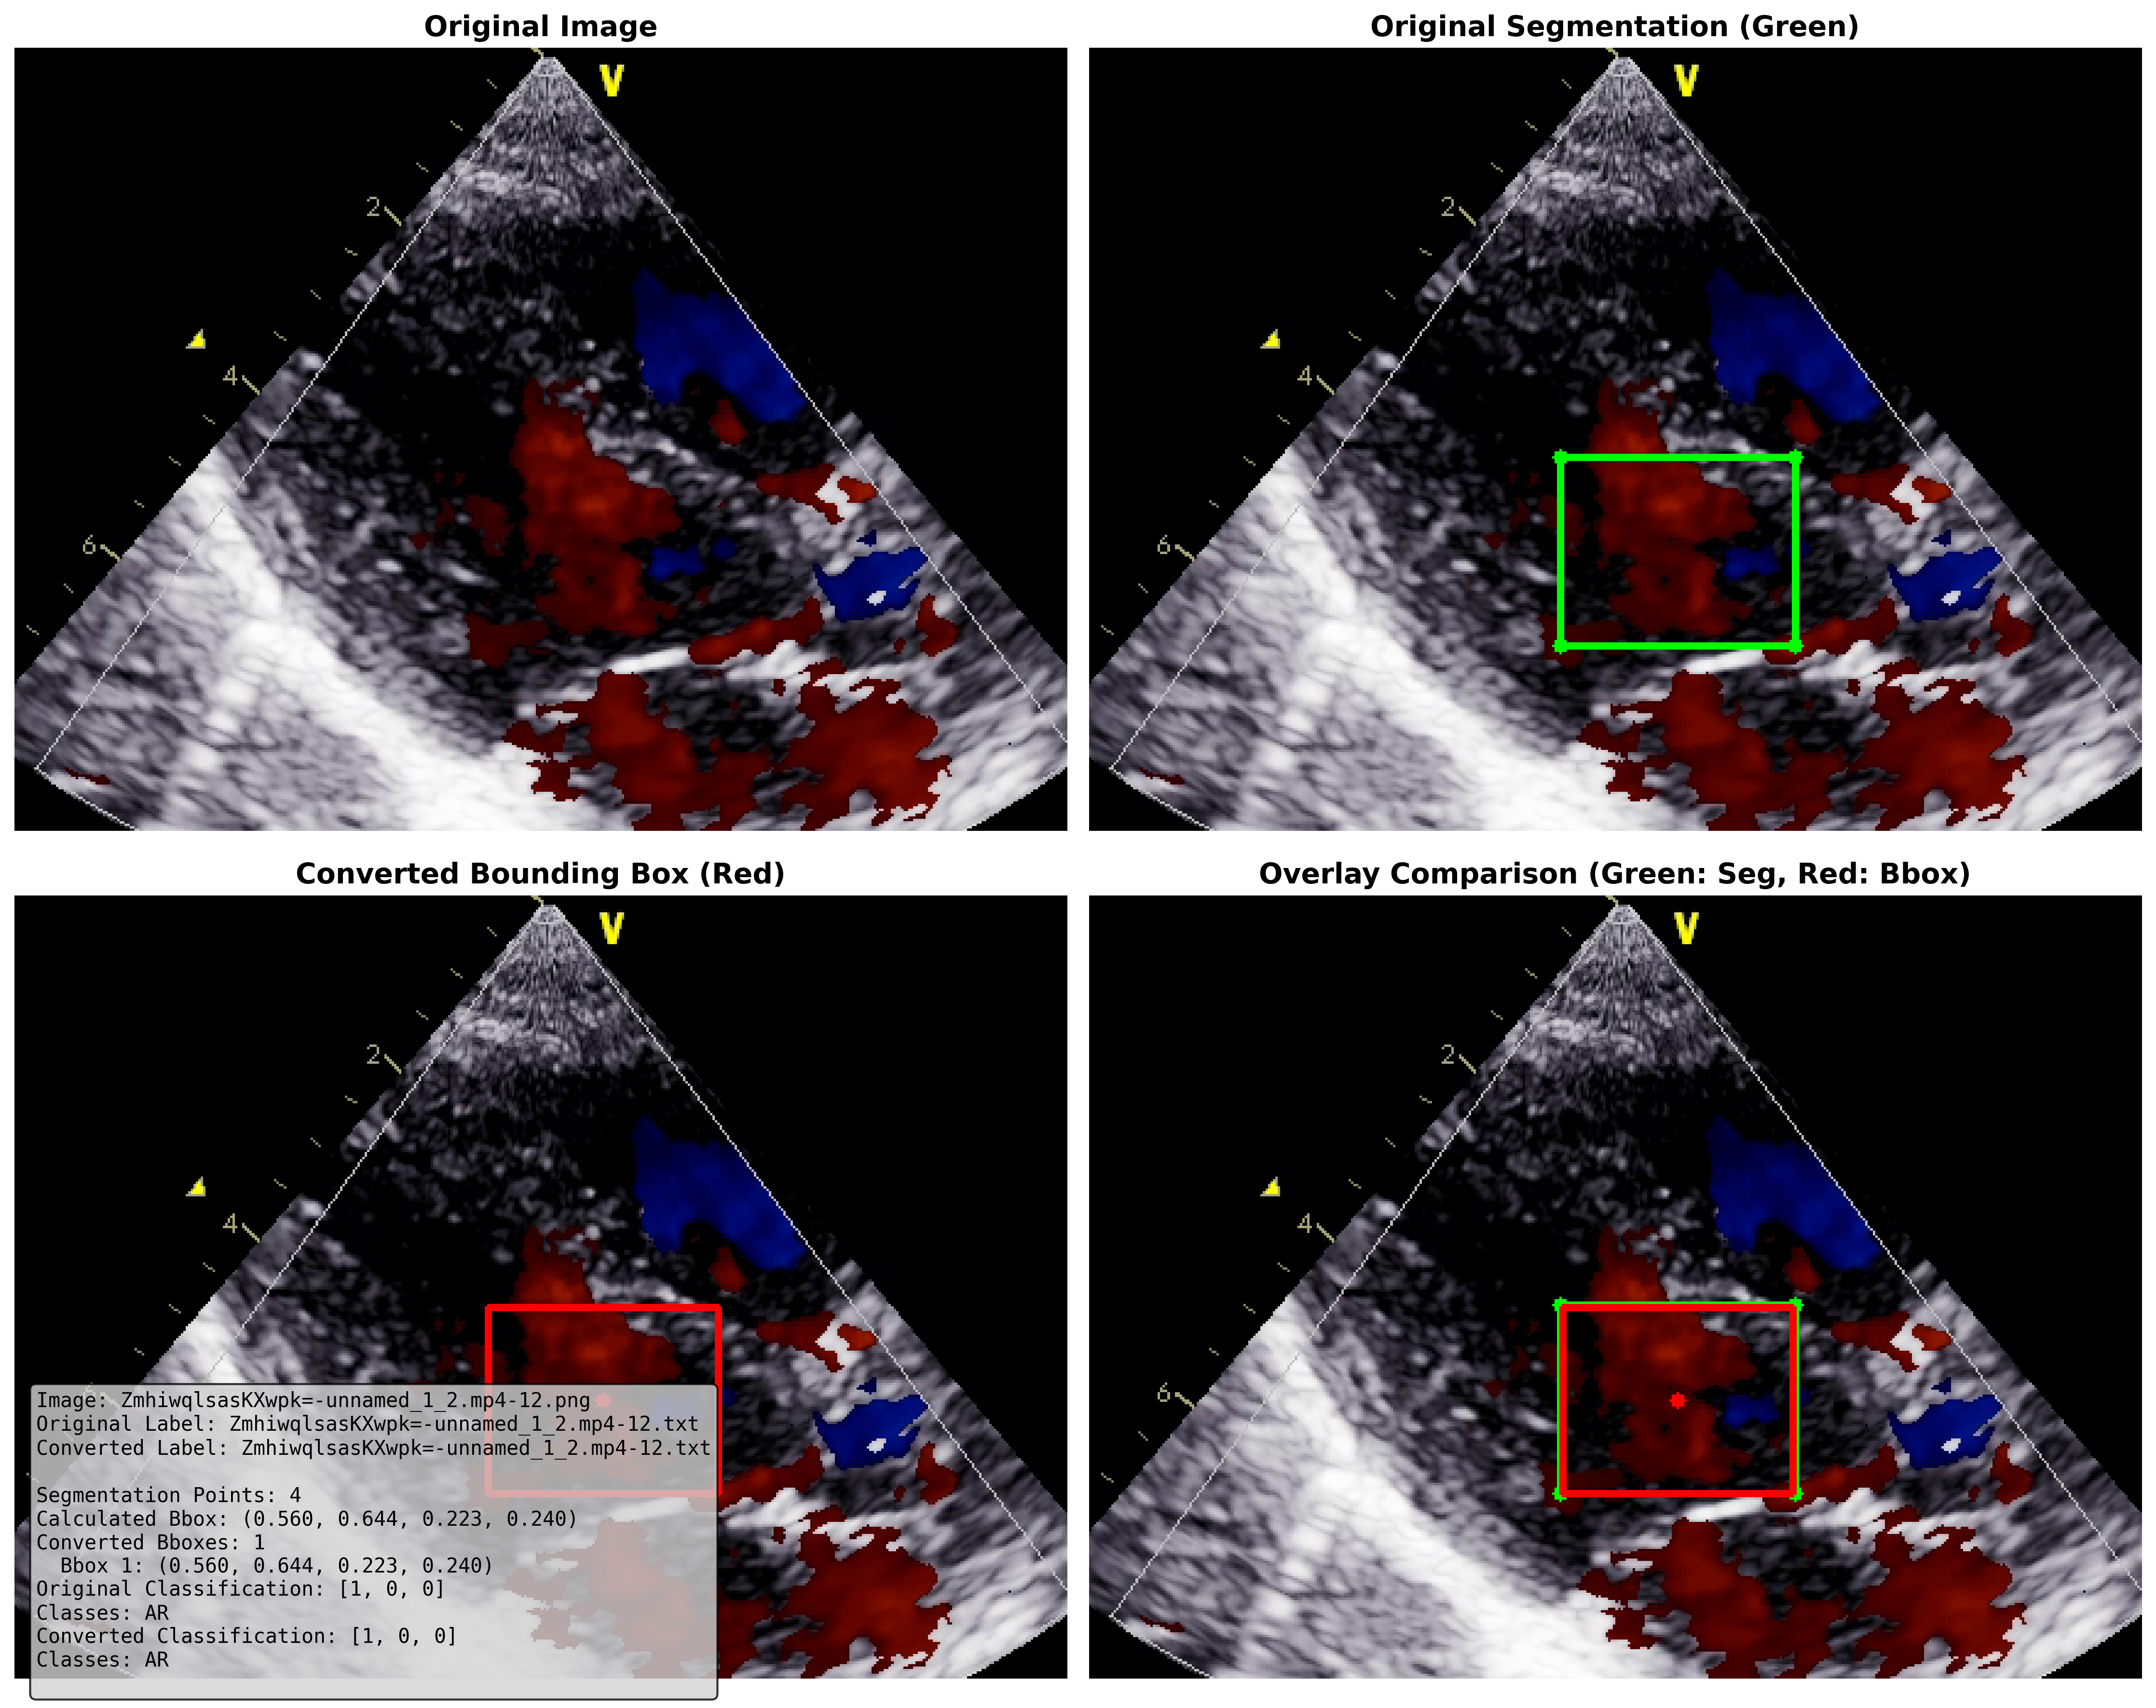 Original Image
Original Segmentation (Green)
V
2
4
6
V
2
4
6
Converted Bounding Box (Red)
Overlay Comparison (Green: Seg, Red: Bbox)
V
2
4
V
2
4
6
Image: ZmhiwqlsasKXwpk=-unnamed_1_2.mp4-12.png
Original Label: ZmhiwqlsasKXwpk=-unnamed_1_2.mp4-12.txt
Converted Label: ZmhiwqlsasKXwpk=-unnamed_1_2.mp4-12.txt
Segmentation Points: 4
Calculated Bbox: (0.560, 0.644, 0.223, 0.240)
Converted Bboxes: 1
Bbox 1: (0.560, 0.644, 0.223, 0.240)
Original Classification: [1, 0, 0]
Classes: AR
Converted Classification: [1, 0, 0]
Classes: AR